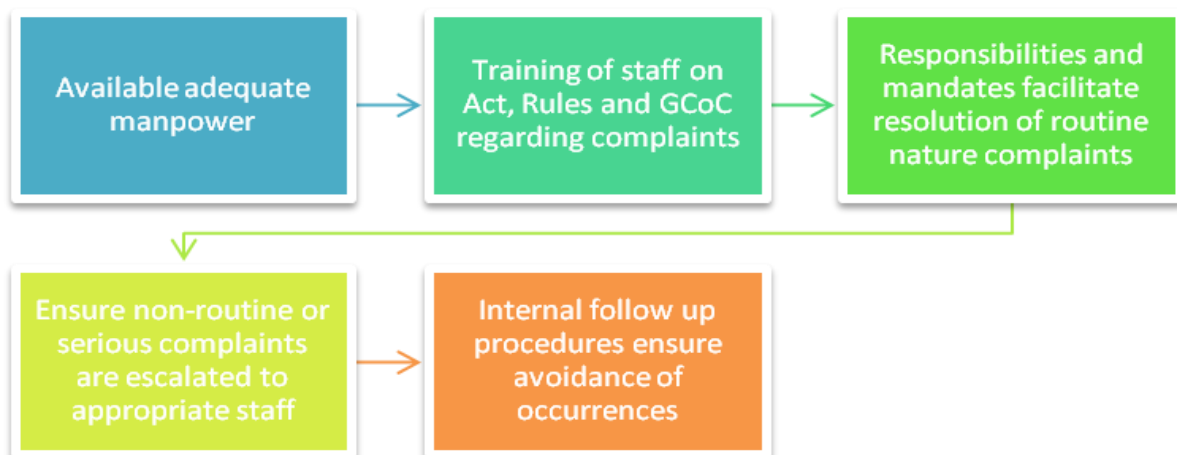 Available adequate
manpower
Training of staff on
Act, Rules and GCoC
regarding complaints
Responsibilities and
mandates facilitate
resolution of routine
nature complaints
Ensure non-routine or
serious complaints
are escalated to
appropriate staff
Internal follow up
procedures ensure
avoidance of
occurrences